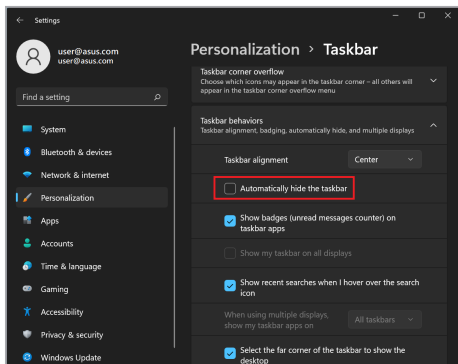 Settings
user@asus.com
user@asus.com
Find a setting
System
Bluetooth & devices
Network & internet
Personalization
Apps
Accounts
Time & language
Gaming
Accessibility
Privacy & security
Windows Update
Personalization > Taskbar
Taskbar corner overflow
Choose which icons may appear in the taskbar corner – all others will
appear in the taskbar corner overflow menu
Taskbar behaviors
Taskbar alignment, badging, automatically hide, and multiple displays
Taskbar alignment
Center
Automatically hide the taskbar
Show badges (unread messages counter) on
taskbar apps
Show my taskbar on all displays
Show recent searches when I hover over the search
icon
When using multiple displays,
show my taskbar apps on
All taskbars
Select the far corner of the taskbar to show the
desktop